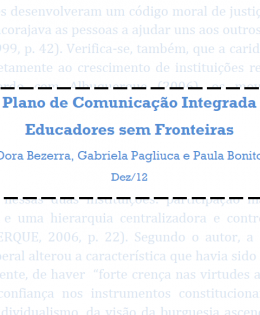 s desenvolveram um código moral de justiç
corajava as pessoas a ajudar uns aos outros
999, p. 42). Verifica-se, também, que a carid
etamente ao crescimento de instituições re
Plano de Comunicação Integrada
Educadores sem Fronteiras
Dora Bezerra, Gabriela Pagliuca e Paula Bonito
Dez/12
e uma hierarquia centralizadora e contro
ERQUE, 2006, p. 22). Segundo o autor, a
eral alterou a característica que havia sido
ente, de haver "forte crença nas virtudes a
confiança nos instrumentos constituciona
dividualismo, da visão da burguesia ascen